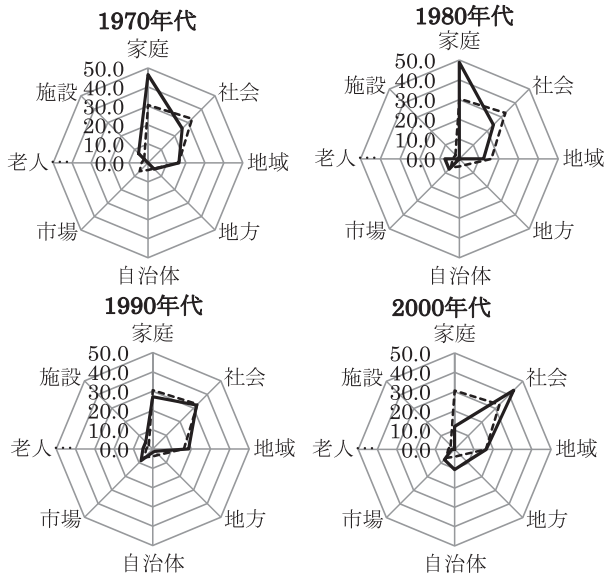 1970年代
家庭
50.0
40.0
30.0
20.0
10.0
0.0
社会
地域
地方
自治体
市場
老人…
施設
1980年代
家庭
50.0
40.0
30.0
20.0
10.0
0.0
社会
地域
地方
自治体
市場
老人…
施設
1990年代
家庭
50.0
40.0
30.0
20.0
10.0
0.0
社会
地域
地方
自治体
市場
老人…
施設
2000年代
家庭
50.0
40.0
30.0
20.0
10.0
0.0
社会
地域
地方
自治体
市場
老人…
施設